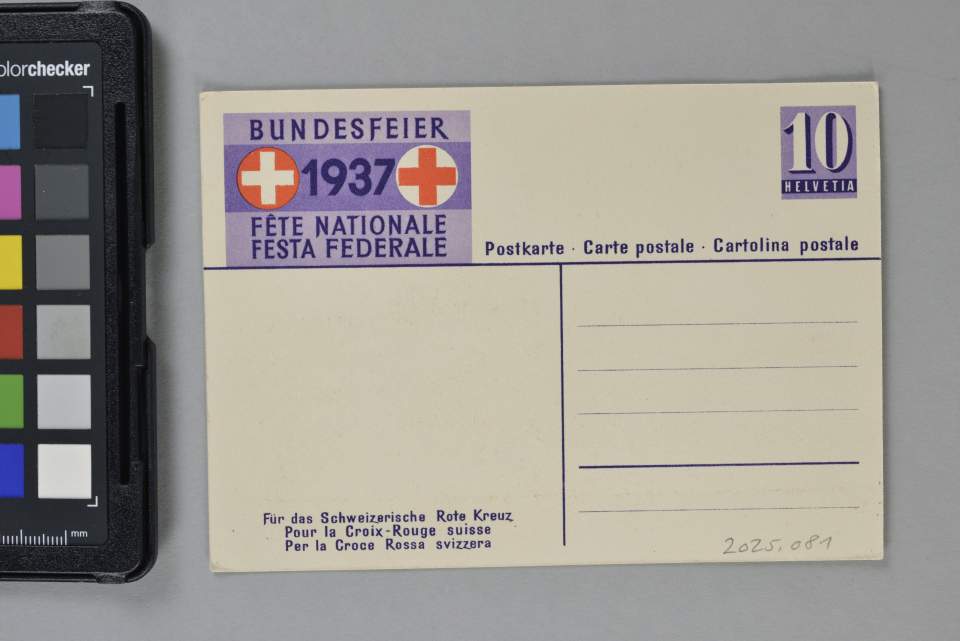 colorchecker
mm
BUNDESFEIER
1937
FÊTE NATIONALE
FESTA FEDERALE
10
HELVETIA
Postkarte · Carte postale · Cartolina postale
Für das Schweizerische Rote Kreuz
Pour la Croix-Rouge suisse
Per la Croce Rossa svizzera
2025.081